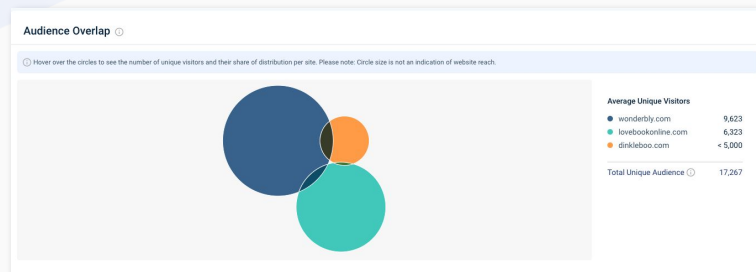 Audience Overlap
Hover over the circles to see the number of unique visitors and their share of distribution per site. Please note: Circle size is not an indication of website reach.
Average Unique Visitors
wonderbly.com 9,623
lovebookonline.com 6,323
dinkleboo.com < 5,000
Total Unique Audience 17,267